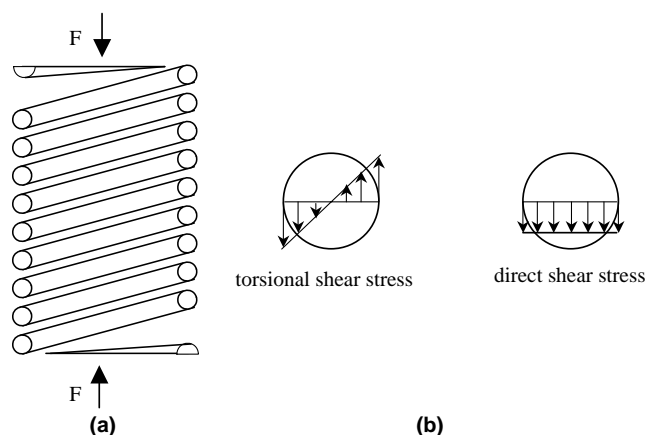 F
torsional shear stress
direct shear stress
F
(a)
(b)